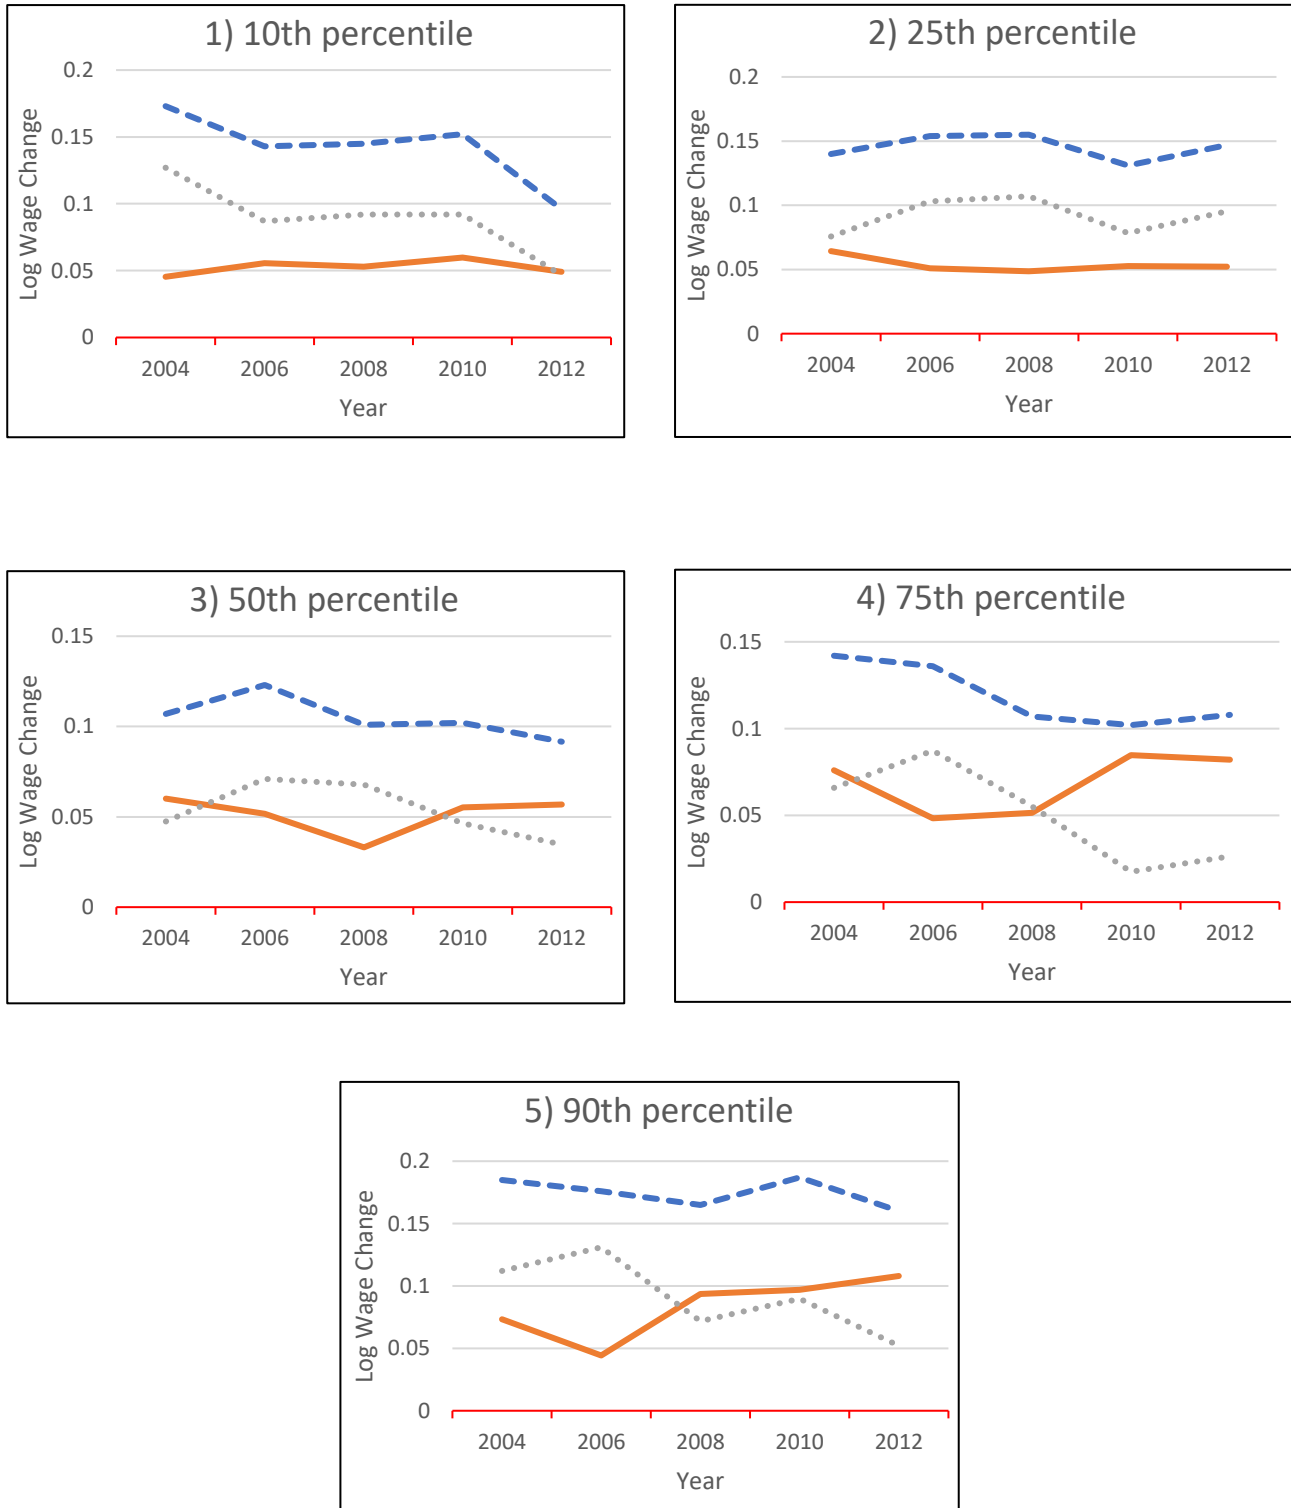 1) 10th percentile
Log Wage Change
0.2
0.15
0.1
0.05
0
2004 2006 2008 2010 2012
Year
2) 25th percentile
Log Wage Change
0.2
0.15
0.1
0.05
0
2004 2006 2008 2010 2012
Year
3) 50th percentile
Log Wage Change
0.15
0.1
0.05
0
2004 2006 2008 2010 2012
Year
4) 75th percentile
Log Wage Change
0.15
0.1
0.05
0
2004 2006 2008 2010 2012
Year
5) 90th percentile
Log Wage Change
0.2
0.15
0.1
0.05
0
2004 2006 2008 2010 2012
Year